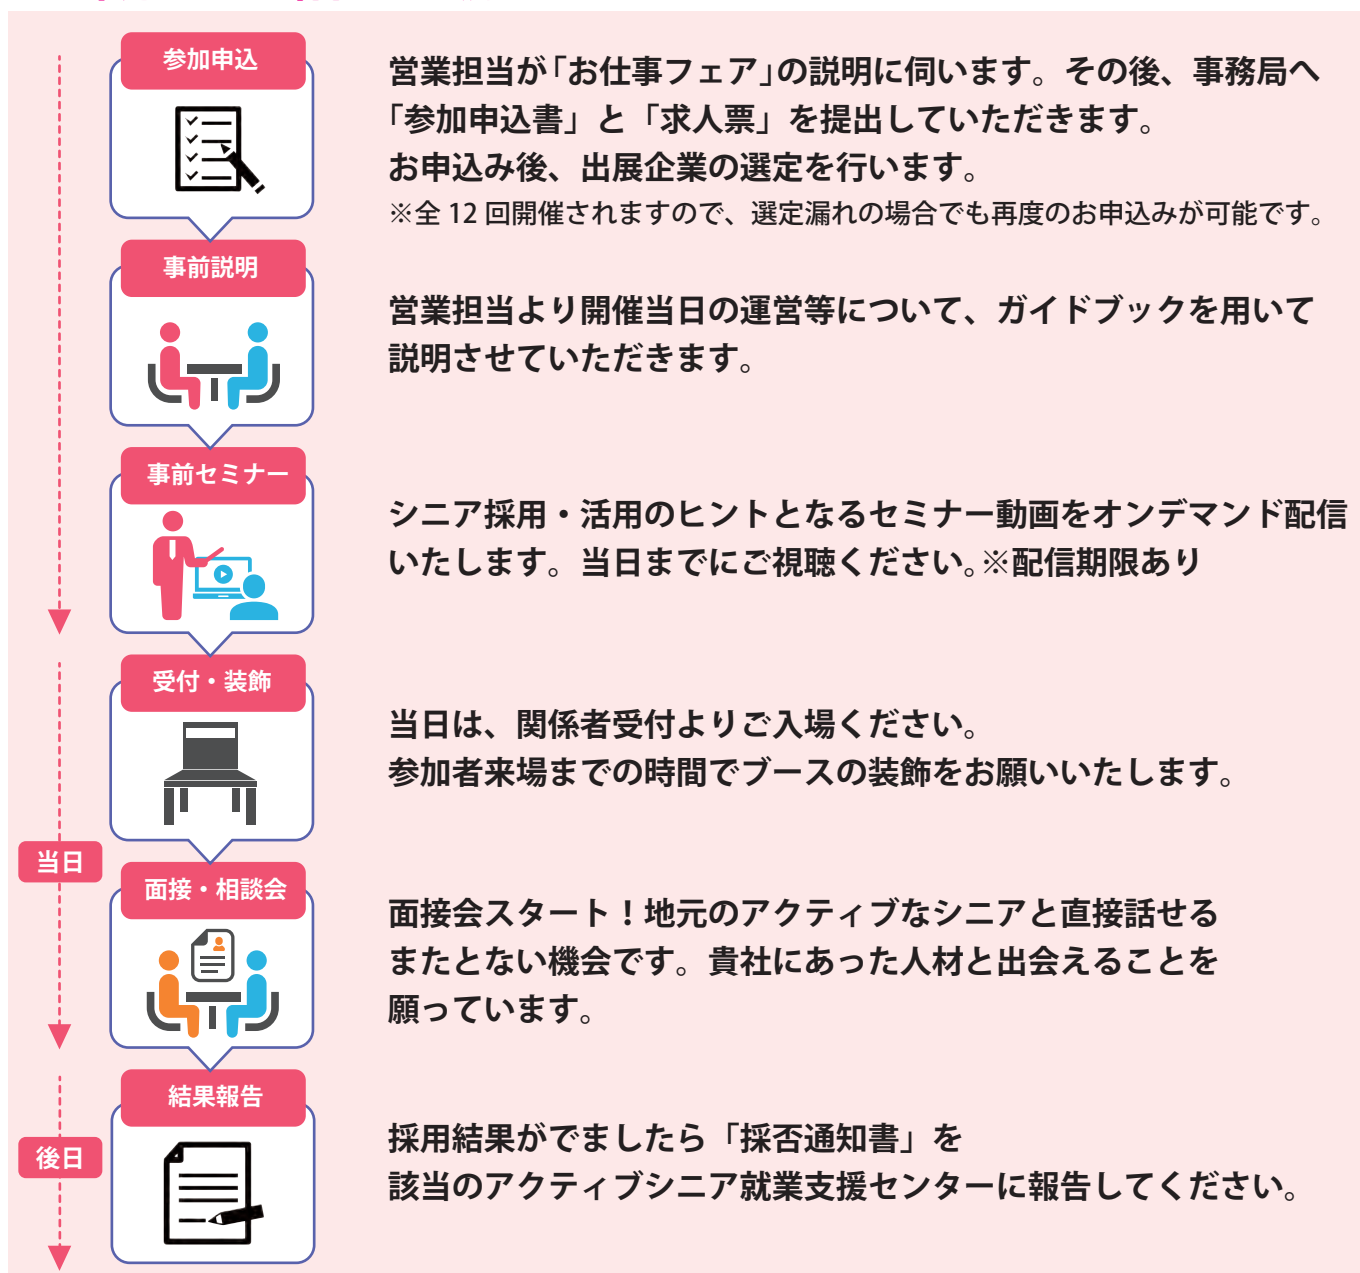 参加申込
営業担当が「お仕事フェア」の説明に伺います。その後、事務局へ
「参加申込書」と「求人票」を提出していただきます。
お申込み後、出展企業の選定を行います。
※全 12 回開催されますので、選定漏れの場合でも再度のお申込みが可能です。
事前説明
営業担当より開催当日の運営等について、ガイドブックを用いて
説明させていただきます。
事前セミナー
シニア採用・活用のヒントとなるセミナー動画をオンデマンド配信
いたします。当日までにご視聴ください。※配信期限あり
当日
受付・装飾
当日は、関係者受付よりご入場ください。
参加者来場までの時間でブースの装飾をお願いいたします。
面接・相談会
面接会スタート！地元のアクティブなシニアと直接話せる
またとない機会です。貴社にあった人材と出会えることを
願っています。
後日
結果報告
採用結果がでましたら「採否通知書」を
該当のアクティブシニア就業支援センターに報告してください。